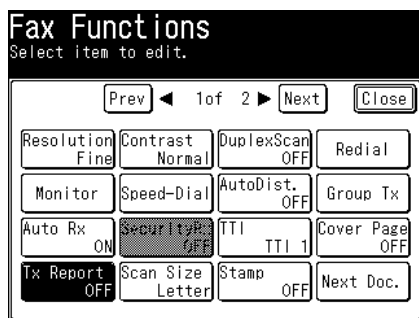 Fax Functions
Select item to edit.
Prev ◀ 1of 2 ▶ Next Close
Resolution Fine Contrast Normal DuplexScan OFF Redial
Monitor Speed-Dial AutoDist. OFF Group Tx
Auto Rx ON SecurityRx OFF TTI TTI 1 Cover Page OFF
Tx Report OFF Scan Size Letter Stamp OFF Next Doc.